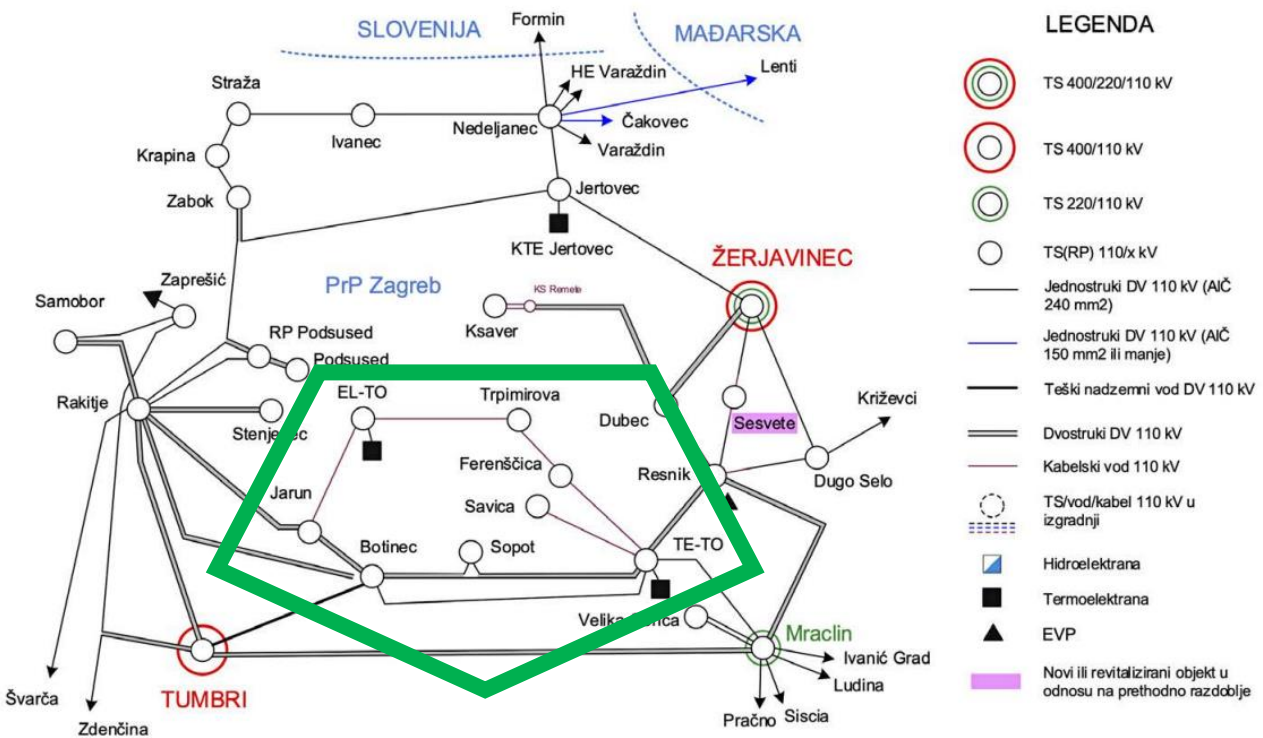 SLOVENIJA
Formin
MAĐARSKA
Lenti
HE Varaždin
Straža
Ivanec
Nedeljanec
Čakovec
Varaždin
Krapina
Jertovec
Zabok
KTE Jertovec
ŽERJAVINEC
Zaprešić
PrP Zagreb
KS Remete
Samobor
Ksaver
RP Podsused
Podsused
EL-TO
Trpimirova
Križevci
Rakitje
Dubec
Sesvete
Stenjevec
Ferenščica
Resnik
Dugo Selo
Jarun
Savica
Botinec
Sopot
TE-TO
Velika Gorica
Mraclin
Ivanić Grad
Ludina
Švarča
TUMBRI
Zdenčina
Pračno
Siscia
LEGENDA
TS 400/220/110 kV
TS 400/110 kV
TS 220/110 kV
TS(RP) 110/x kV
Jednostruki DV 110 kV (AlČ
240 mm2)
Jednostruki DV 110 kV (AlČ
150 mm2 ili manje)
Teški nadzemni vod DV 110 kV
Dvostruki DV 110 kV
Kabelski vod 110 kV
TS/vod/kabel 110 kV u
izgradnji
Hidroelektrana
Termoelektrana
EVP
Novi ili revitalizirani objekt u
odnosu na prethodno razdoblje